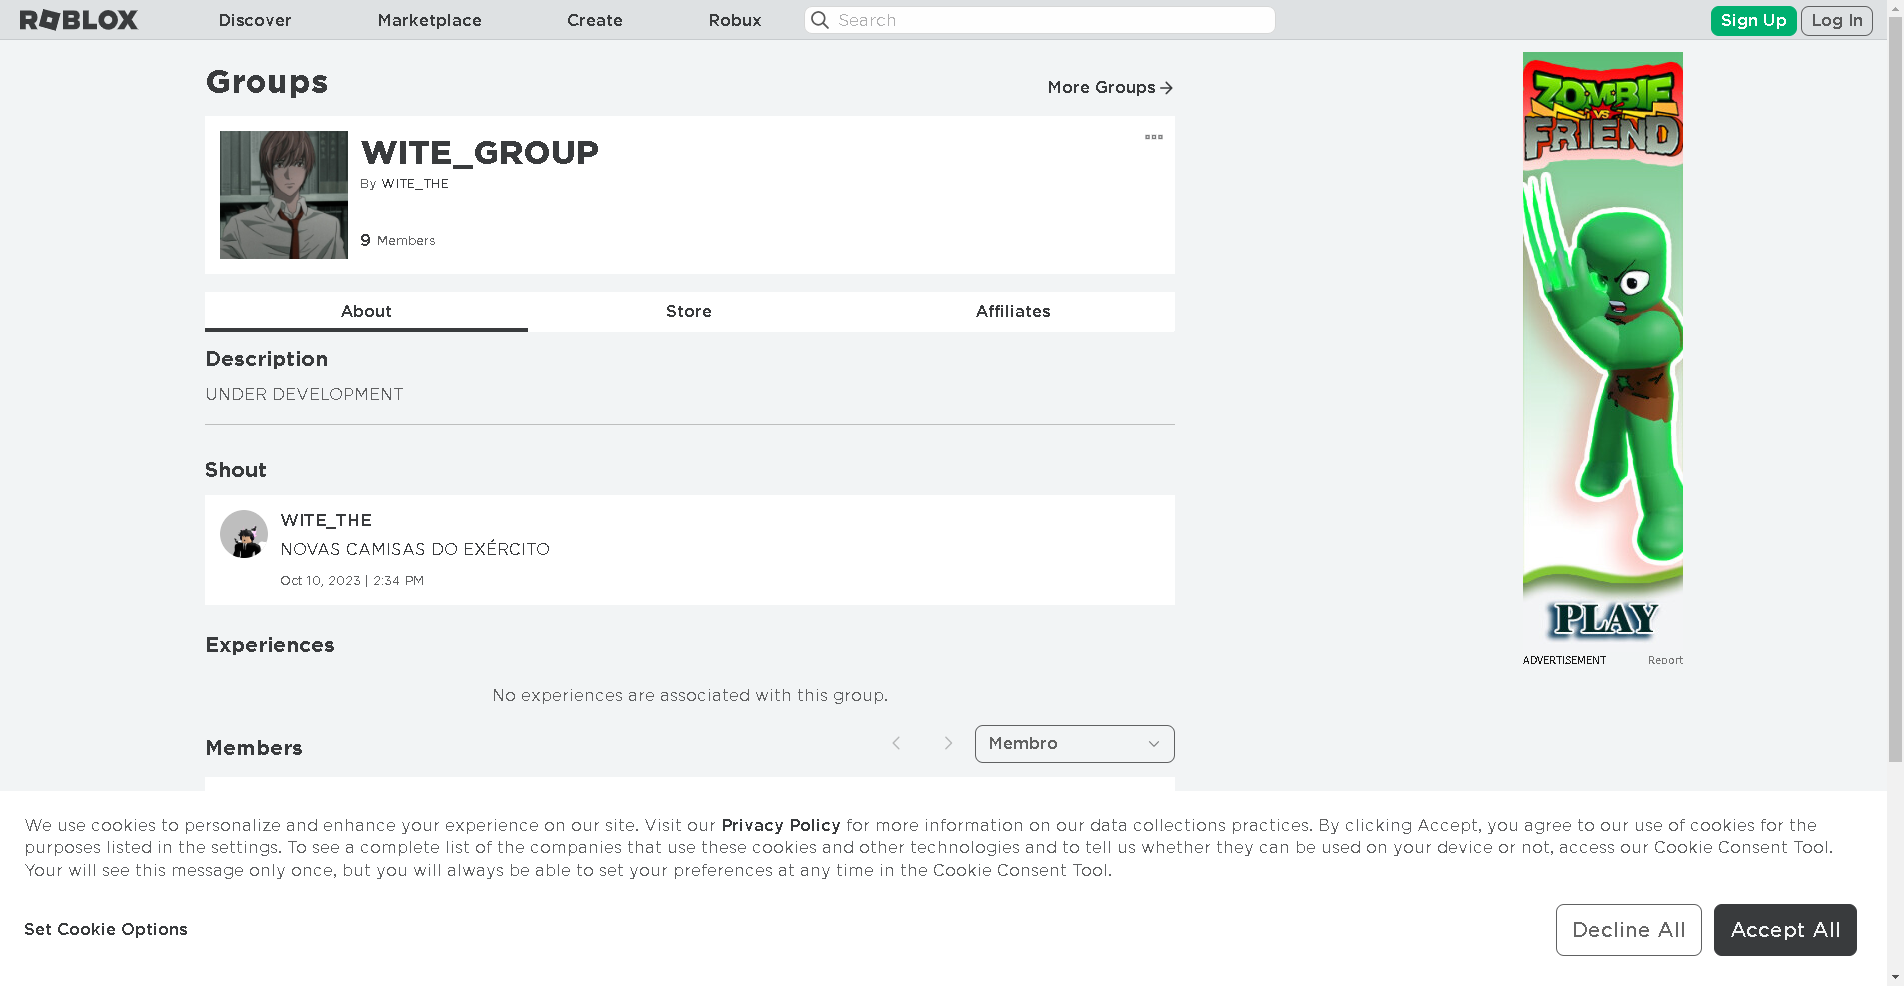 ROBLOX
Discover
Marketplace
Create
Robux
Search
Sign Up
Log In
Groups
More Groups
WITE_GROUP
By WITE_THE
9 Members
About
Store
Affiliates
Description
UNDER DEVELOPMENT
Shout
WITE_THE
NOVAS CAMISAS DO EXÉRCITO
Oct 10, 2023 | 2:34 PM
Experiences
No experiences are associated with this group.
Members
Membro
ZOMBIE
VS
FRIEND
PLAY
ADVERTISEMENT
Report
We use cookies to personalize and enhance your experience on our site. Visit our Privacy Policy for more information on our data collections practices. By clicking Accept, you agree to our use of cookies for the
purposes listed in the settings. To see a complete list of the companies that use these cookies and other technologies and to tell us whether they can be used on your device or not, access our Cookie Consent Tool.
Your will see this message only once, but you will always be able to set your preferences at any time in the Cookie Consent Tool.
Set Cookie Options
Decline All
Accept All